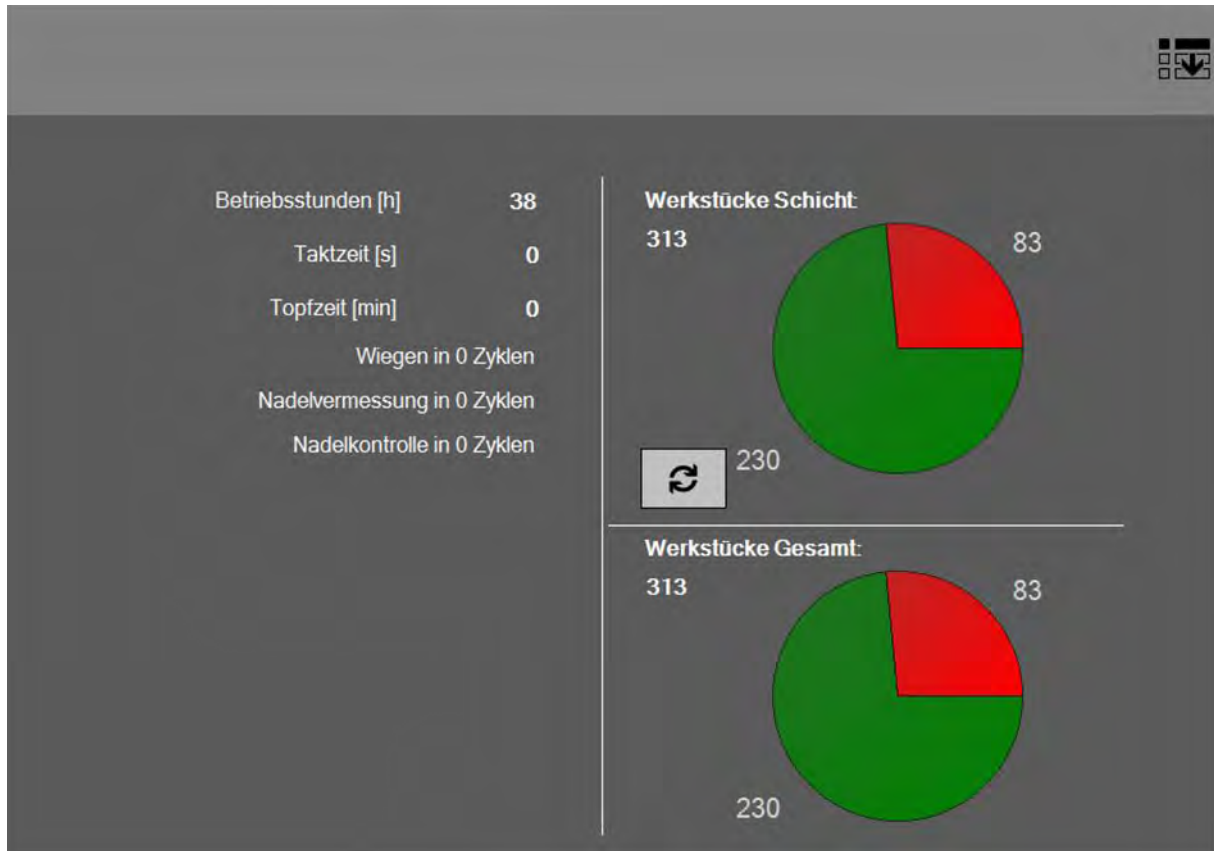 Betriebsstunden [h] 38
Taktzeit [s] 0
Topfzeit [min] 0
Wiegen in 0 Zyklen
Nadelvermessung in 0 Zyklen
Nadelkontrolle in 0 Zyklen
Werkstücke Schicht:
313
83
230
Werkstücke Gesamt:
313
83
230